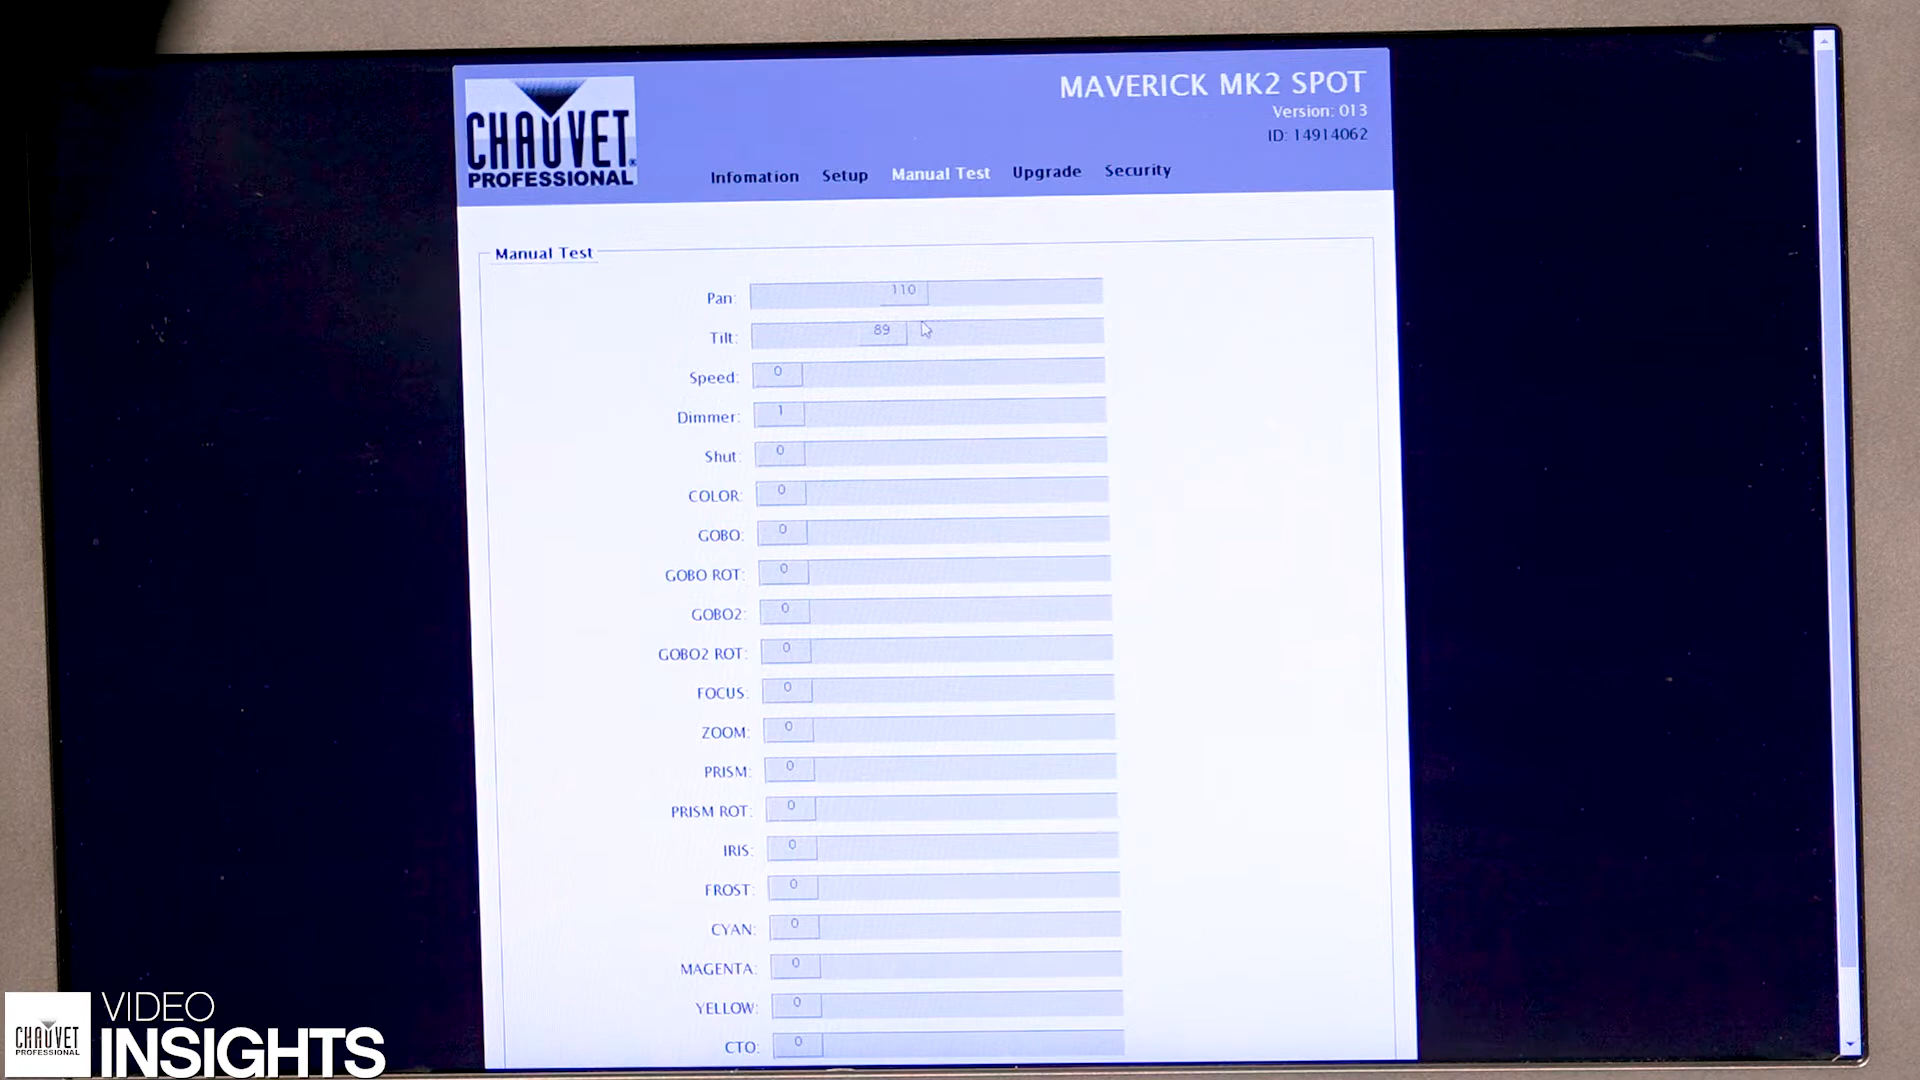 CHAUVET®
PROFESSIONAL
MAVERICK MK2 SPOT
Version: 013
ID: 14914062
Infomation Setup Manual Test Upgrade Security
Manual Test
Pan: 110
Tilt: 89
Speed: 0
Dimmer: 1
Shut: 0
COLOR: 0
GOBO: 0
GOBO ROT: 0
GOBO2: 0
GOBO2 ROT: 0
FOCUS: 0
ZOOM: 0
PRISM: 0
PRISM ROT: 0
IRIS: 0
FROST: 0
CYAN: 0
MAGENTA: 0
YELLOW: 0
CTO: 0
CHAUVET
PROFESSIONAL
VIDEO
INSIGHTS